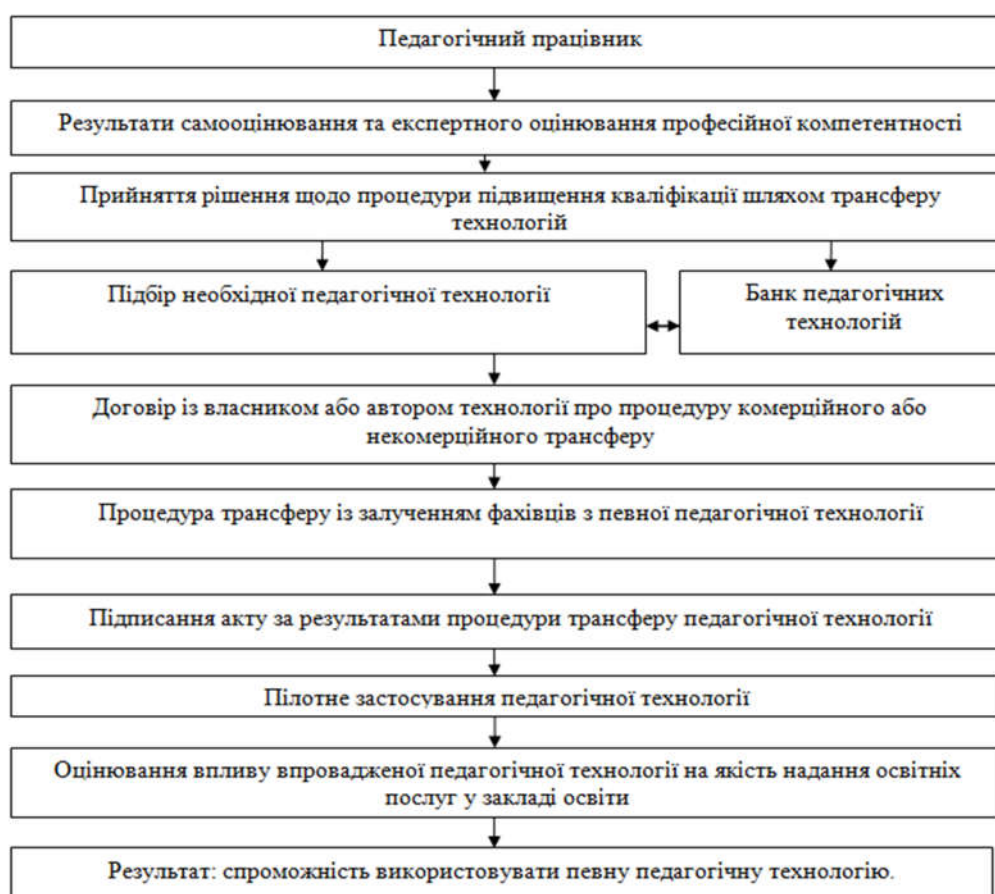 Педагогічний працівник
Результати самооцінювання та експертного оцінювання професійної компетентності
Прийняття рішення щодо процедури підвищення кваліфікації шляхом трансферу
технологій
Підбір необхідної педагогічної технології
Банк педагогічних
технологій
Договір із власником або автором технології про процедуру комерційного або
некомерційного трансферу
Процедура трансферу із залученням фахівців з певної педагогічної технології
Підписання акту за результатами процедури трансферу педагогічної технології
Пілотне застосування педагогічної технології
Оцінювання впливу впровадженої педагогічної технології на якість надання освітніх
послуг у закладі освіти
Результат: спроможність використовувати певну педагогічну технологію.